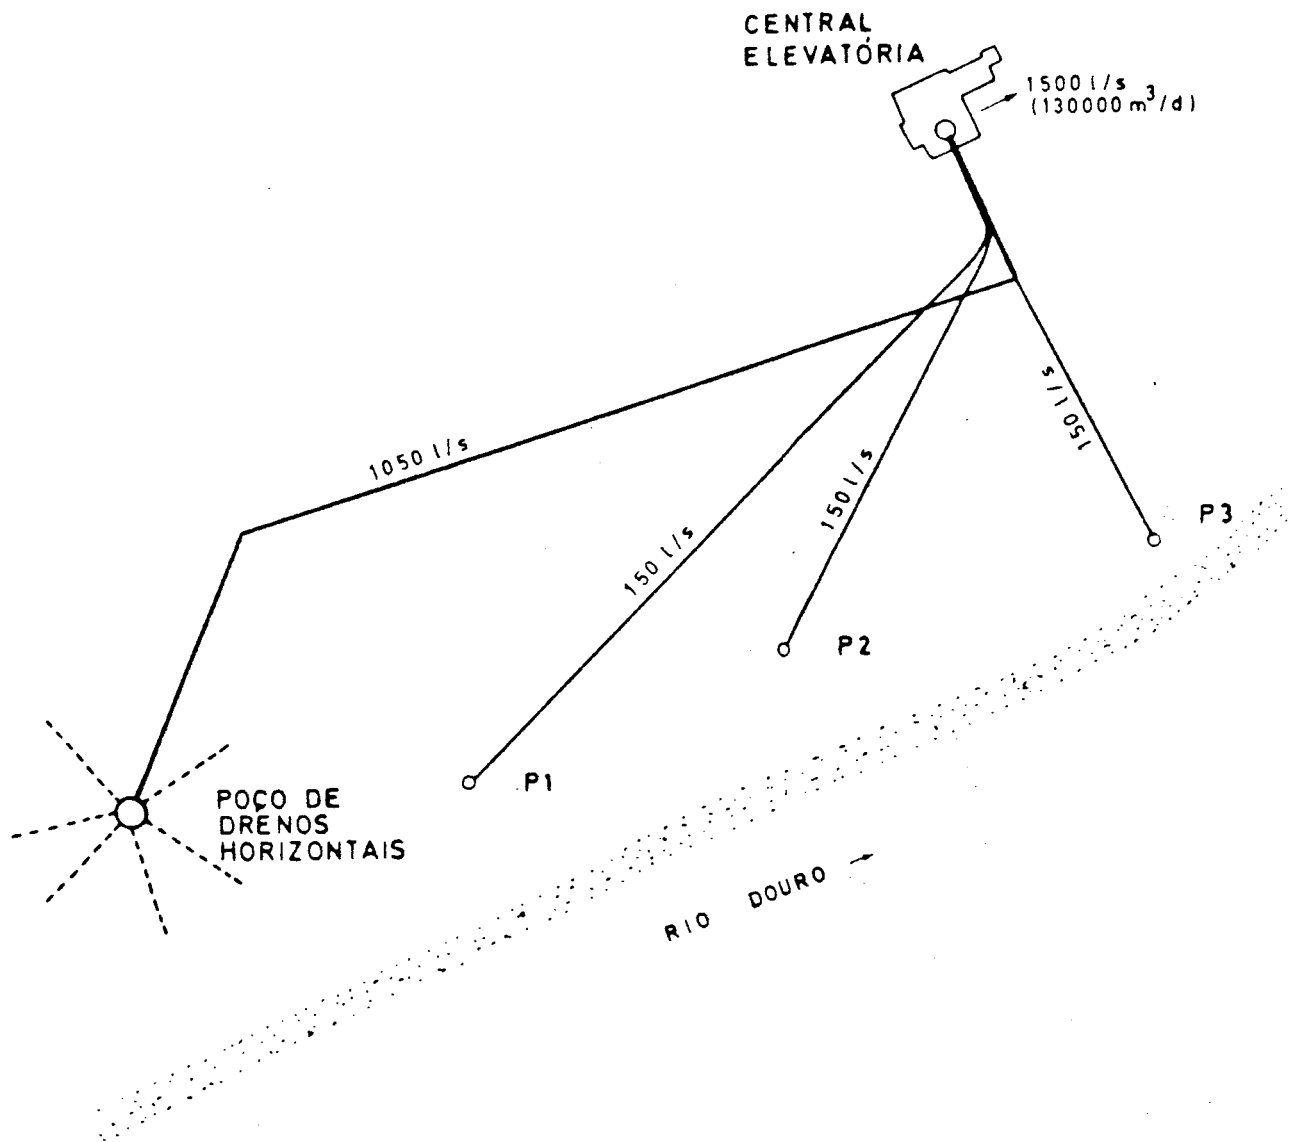 CENTRAL
ELEVATÓRIA
1500 l/s
(130000 m³/d)
1050 l/s
150 l/s
150 l/s
150 l/s
P3
P2
P1
POÇO DE
DRENOS
HORIZONTAIS
RIO DOURO